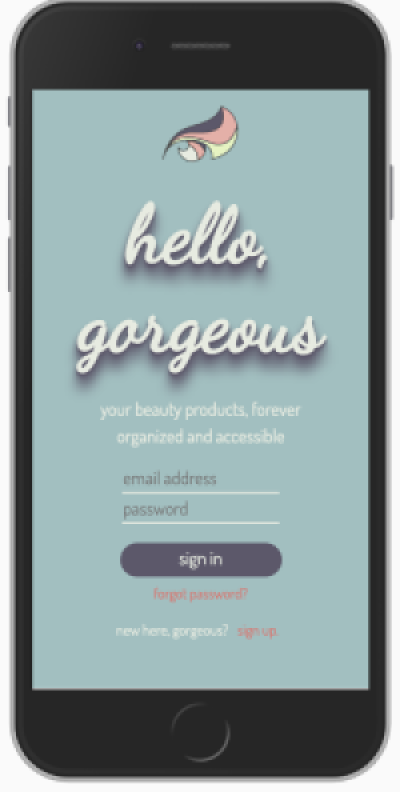 hello,
gorgeous
your beauty products, forever
organized and accessible
email address
password
sign in
forgot password?
new here, gorgeous? sign up.